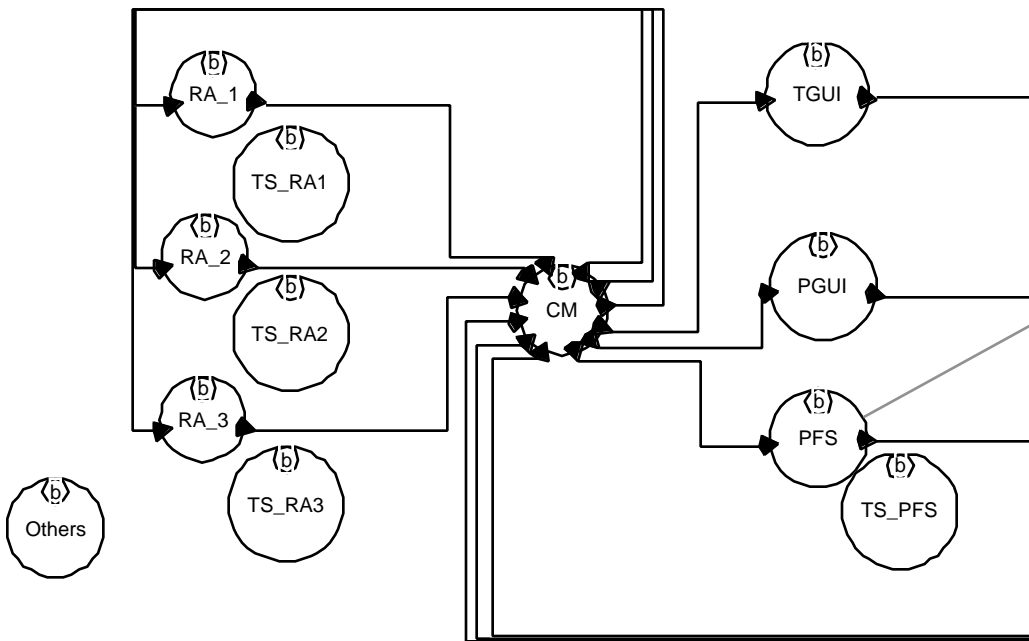 b
RA_1
b
TGUI
b
TS_RA1
b
RA_2
b
PGUI
b
TS_RA2
b
CM
b
RA_3
b
PFS
b
TS_RA3
b
TS_PFS
b
Others